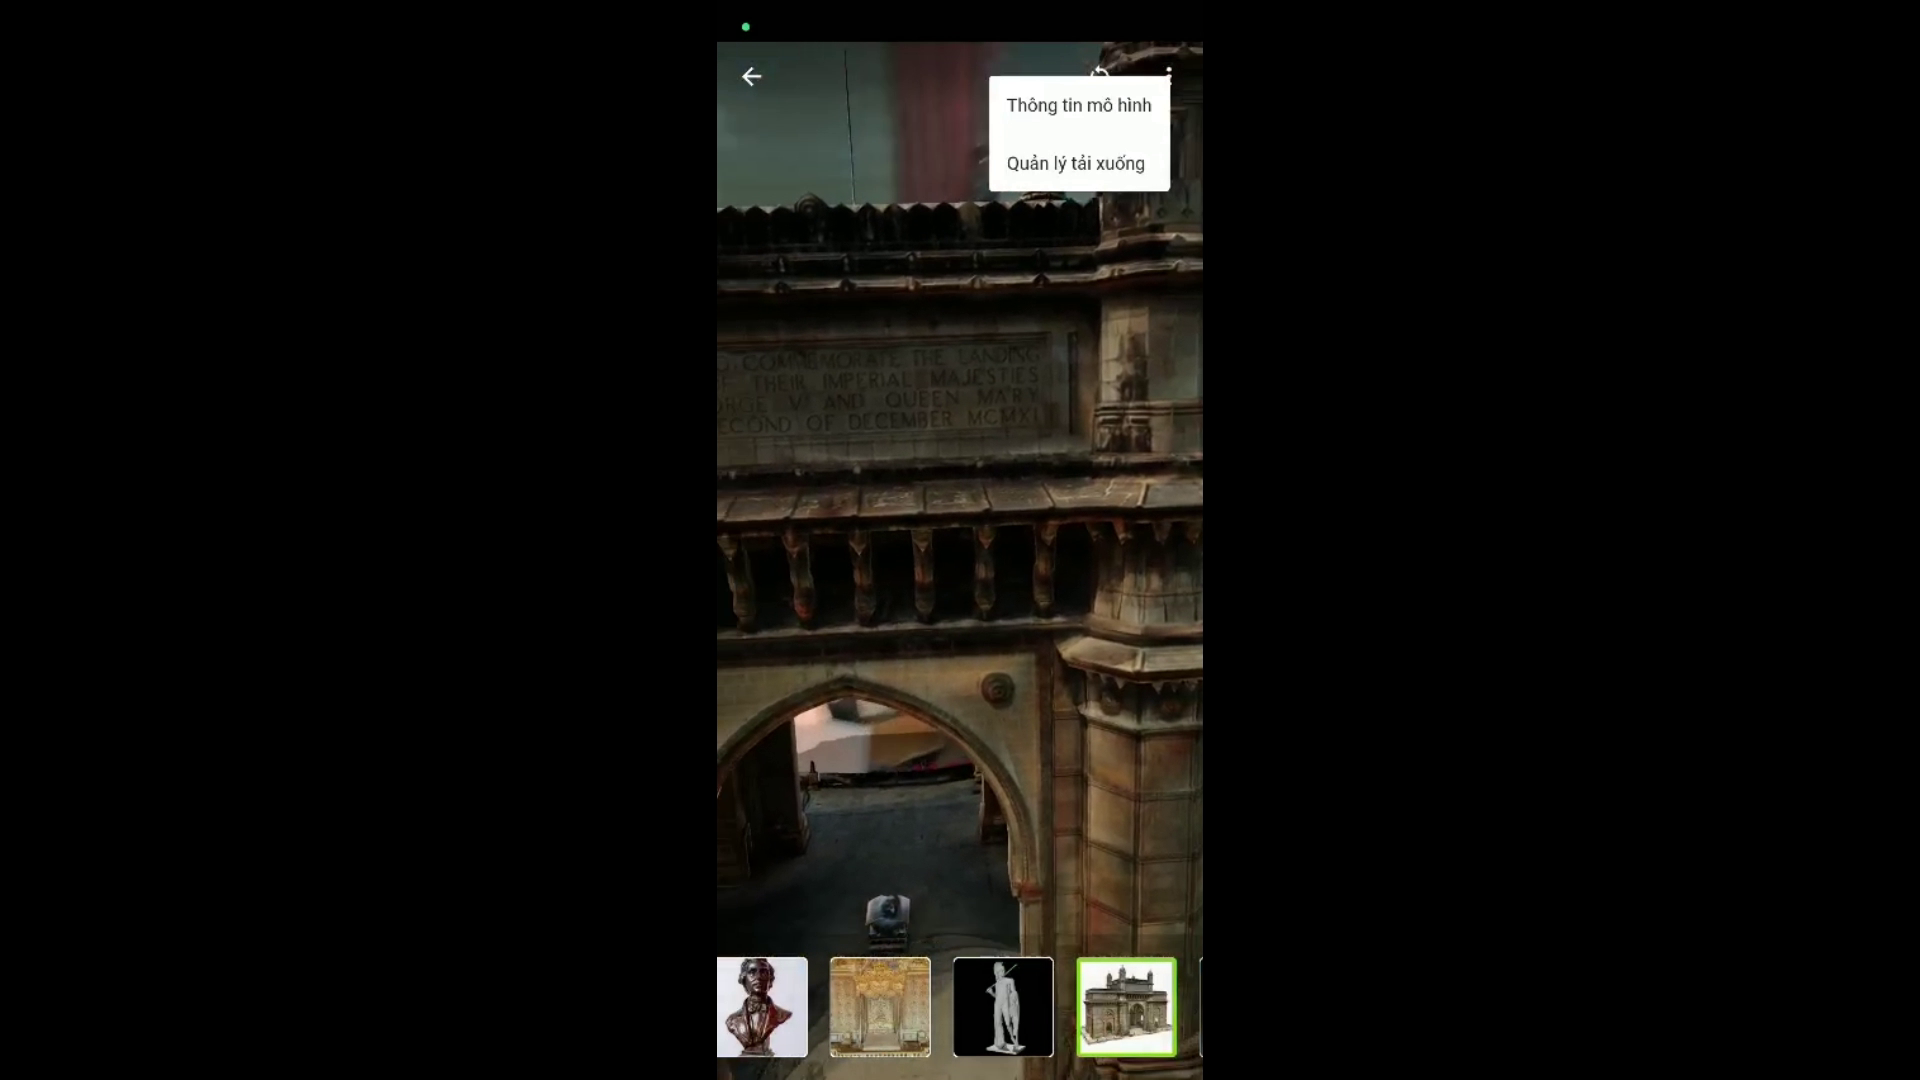 Thông tin mô hình
Quản lý tải xuống
COMMEMORATE THE LANDING
THEIR IMPERIAL MAJESTIES
V AND QUEEN MARY
OF DECEMBER